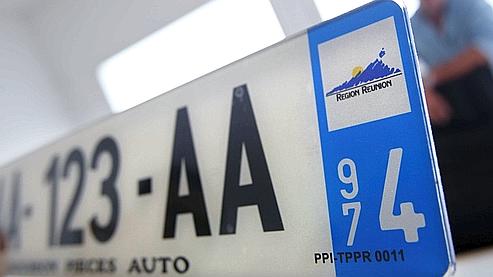 -123-AA
PIECES AUTO
REGION REUNION
974
PPI-TPPR 0011